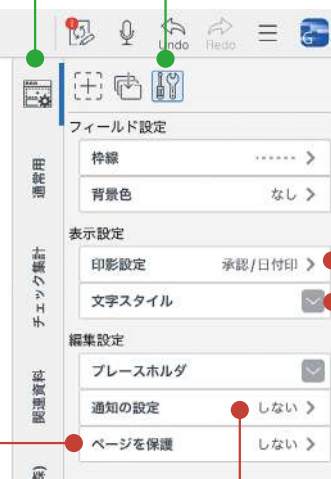 Undo
Redo
フィールド設定
枠線
背景色
なし
表示設定
印影設定
承認/日付印
文字スタイル
編集設定
プレースホルダ
通知の設定
しない
ページを保護
しない
通常用
チェック集計
関連資料